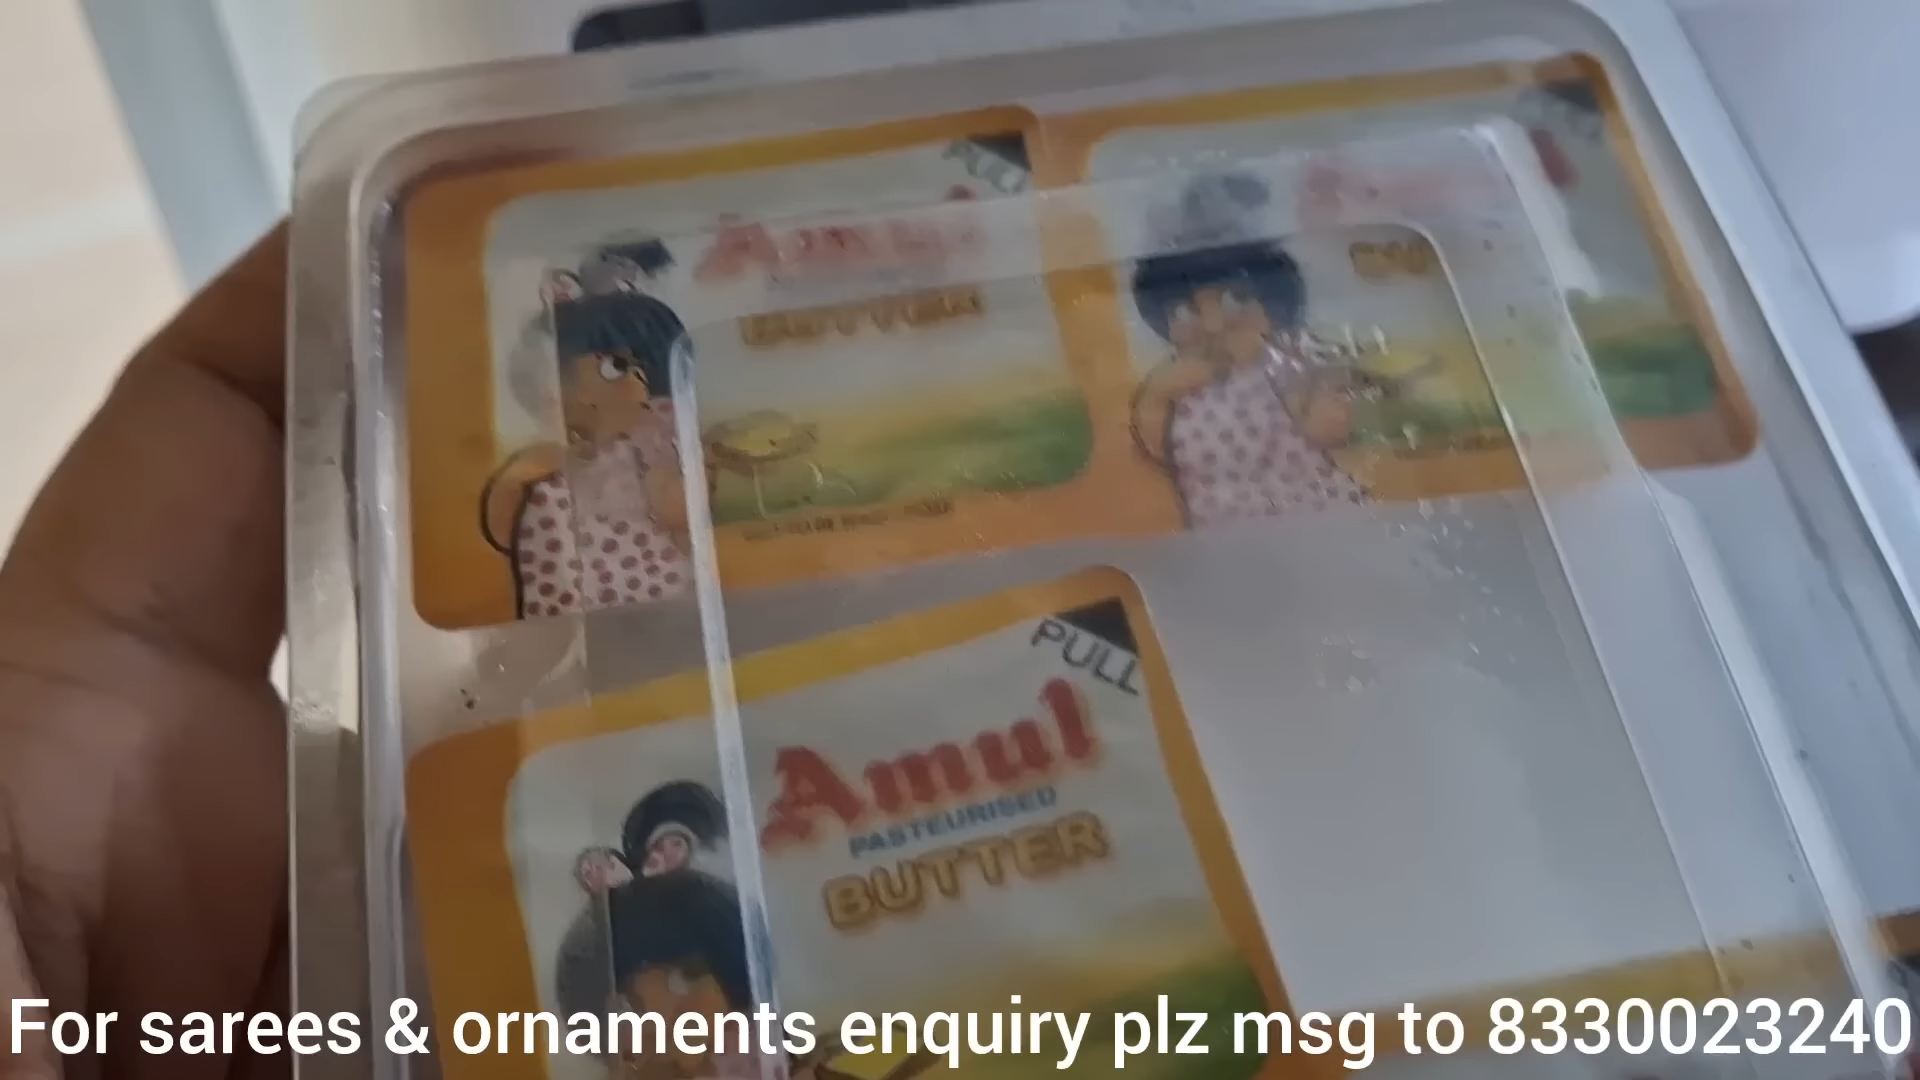 PULL
Amul
BUTTER
PULL
Amul
PASTEURISED
BUTTER
For sarees & ornaments enquiry plz msg to 8330023240